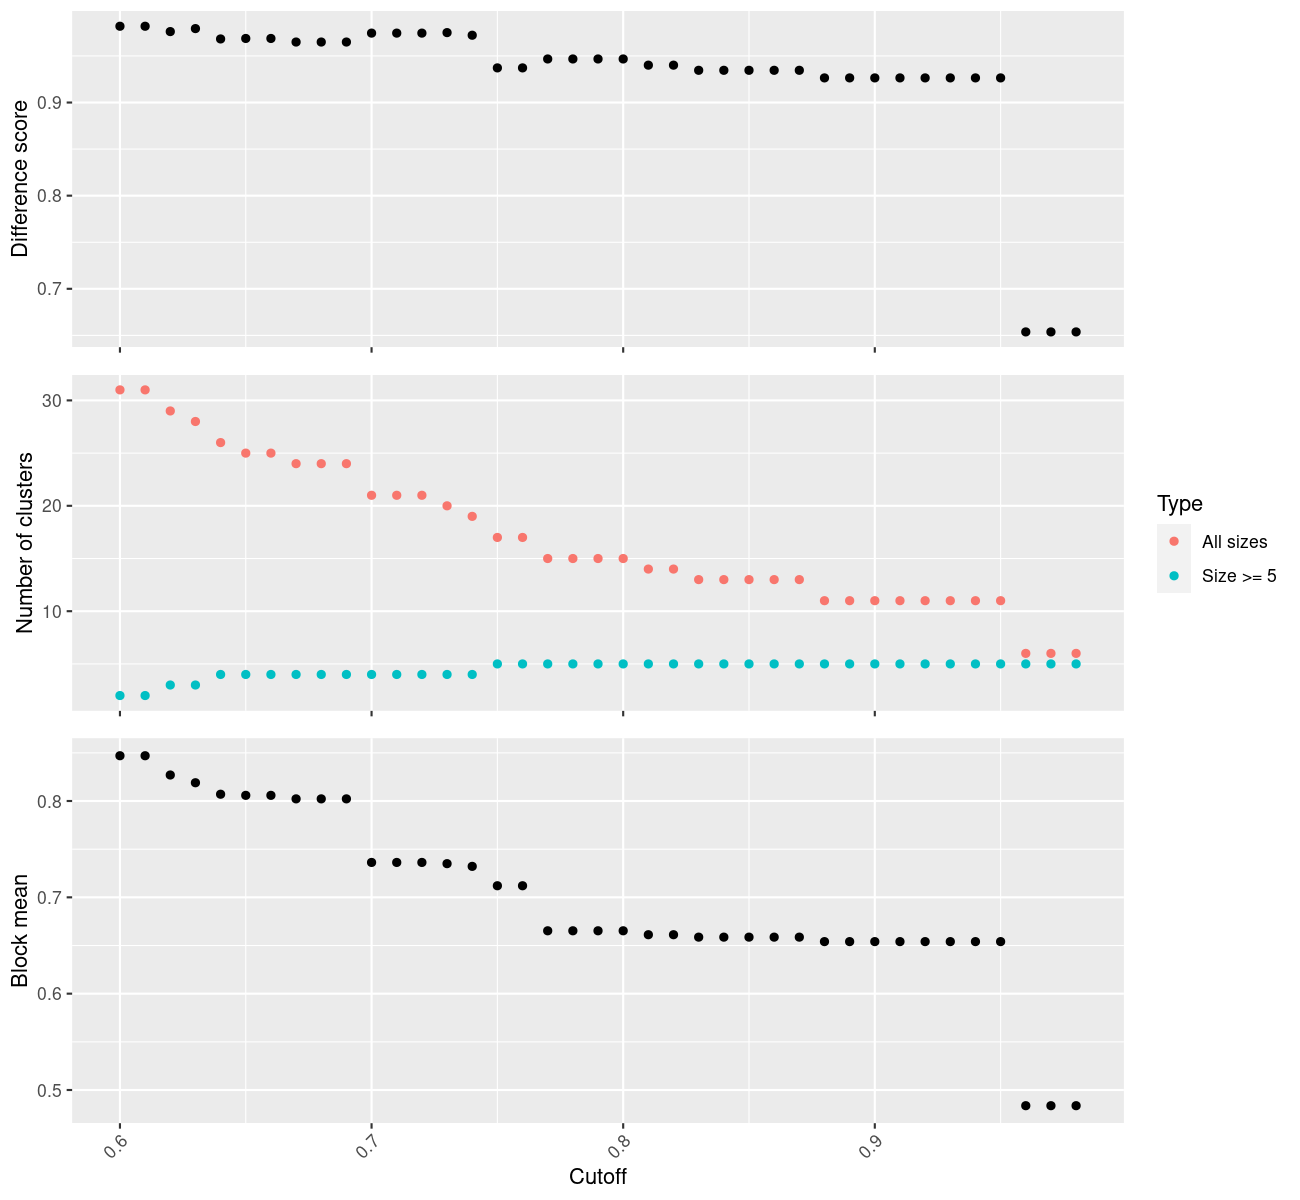 Difference score
0.9
0.8
0.7
Number of clusters
30
20
10
Type
All sizes
Size >= 5
Block mean
0.8
0.7
0.6
0.5
0.6
0.7
0.8
0.9
Cutoff